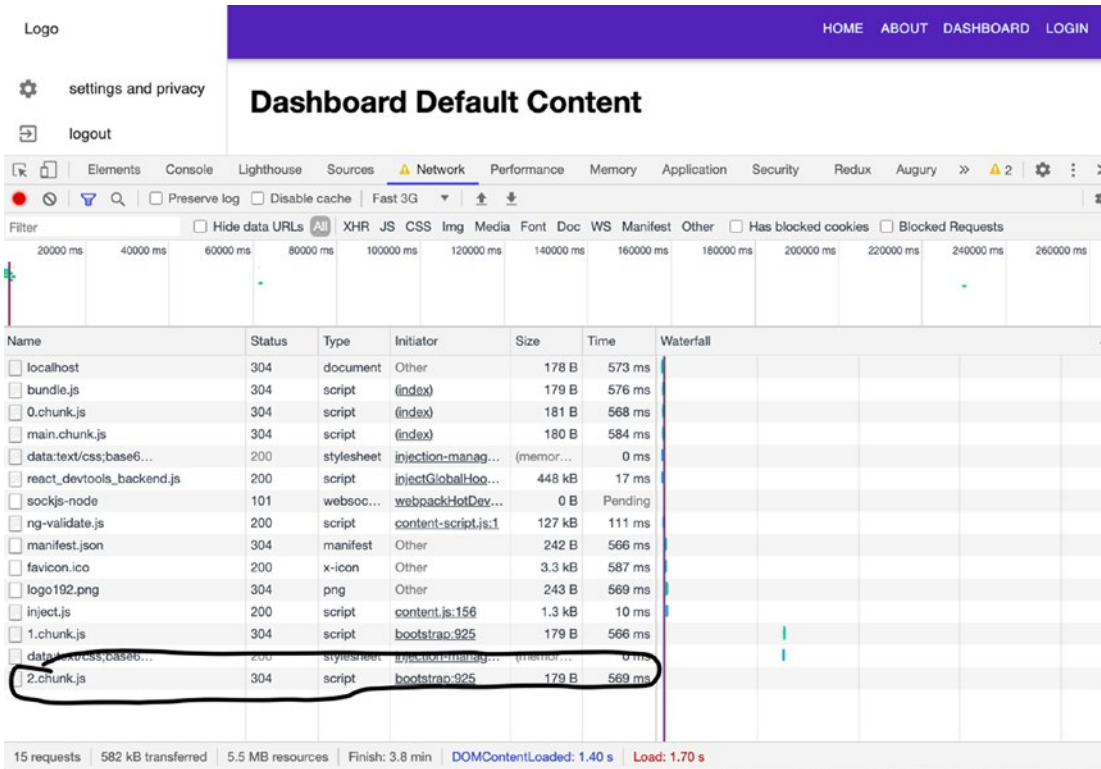 Logo HOME ABOUT DASHBOARD LOGIN
settings and privacy
Dashboard Default Content
logout
Elements Console Lighthouse Sources Network Performance Memory Application Security Redux Augury » 2
Preserve log Disable cache Fast 3G
Filter Hide data URLs All XHR JS CSS Img Media Font Doc WS Manifest Other Has blocked cookies Blocked Requests
20000 ms 40000 ms 60000 ms 80000 ms 100000 ms 120000 ms 140000 ms 160000 ms 180000 ms 200000 ms 220000 ms 240000 ms 260000 ms
Name Status Type Initiator Size Time Waterfall
localhost 304 document Other 178 B 573 ms
bundle.js 304 script (index) 179 B 576 ms
0.chunk.js 304 script (index) 181 B 568 ms
main.chunk.js 304 script (index) 180 B 584 ms
data:text/css;base6... 200 stylesheet injection-manag... (memor... 0 ms
react_devtools_backend.js 200 script injectGlobalHoo... 448 kB 17 ms
sockjs-node 101 websoc... webpackHotDev... 0 B Pending
ng-validate.js 200 script content-script.js:1 127 kB 111 ms
manifest.json 304 manifest Other 242 B 566 ms
favicon.ico 200 x-icon Other 3.3 kB 587 ms
logo192.png 304 png Other 243 B 569 ms
inject.js 200 script content.js:156 1.3 kB 10 ms
1.chunk.js 304 script bootstrap:925 179 B 566 ms
data:text/css;base6... 200 stylesheet injection-manag... (memor... 0 ms
2.chunk.js 304 script bootstrap:925 179 B 569 ms
15 requests 582 kB transferred 5.5 MB resources Finish: 3.8 min DOMContentLoaded: 1.40 s Load: 1.70 s